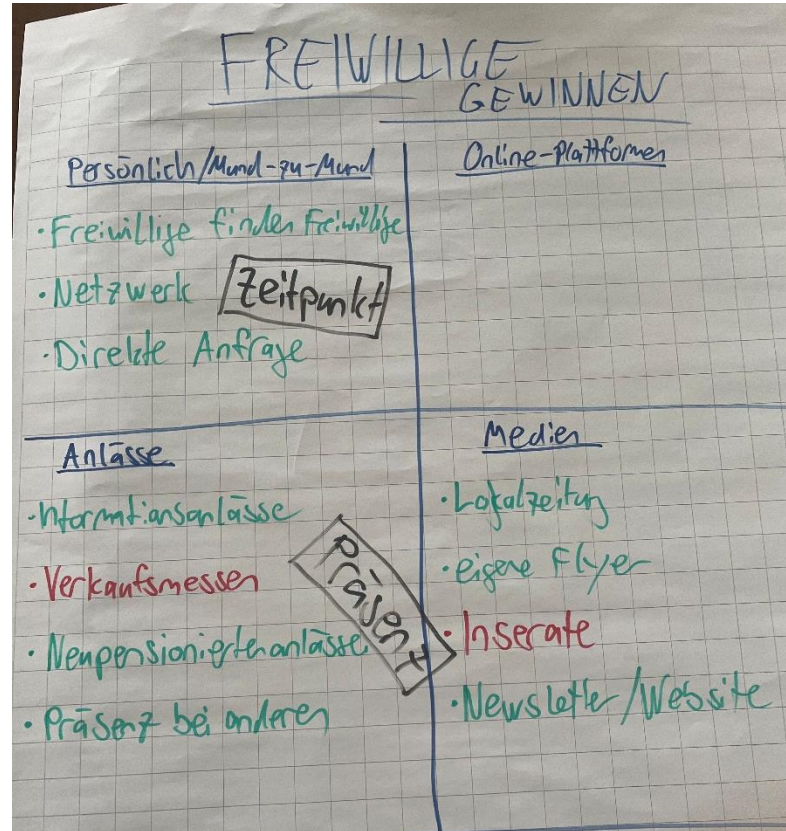 FREIWILLIGE
GEWINNEN
Persönlich/Mund-zu-Mund
· Freiwillige finden Freiwillige
· Netzwerk
Zeitpunkt
· Direkte Anfrage
Online-Plattformen
Anlässe
· Informationsanlässe
· Verkaufsmessen
· Neupensioniertenanlässe
· Präsenz bei anderen
Präsent
Medien
· Lokalzeitung
· eigene Flyer
· Inserate
· Newsletter/Website